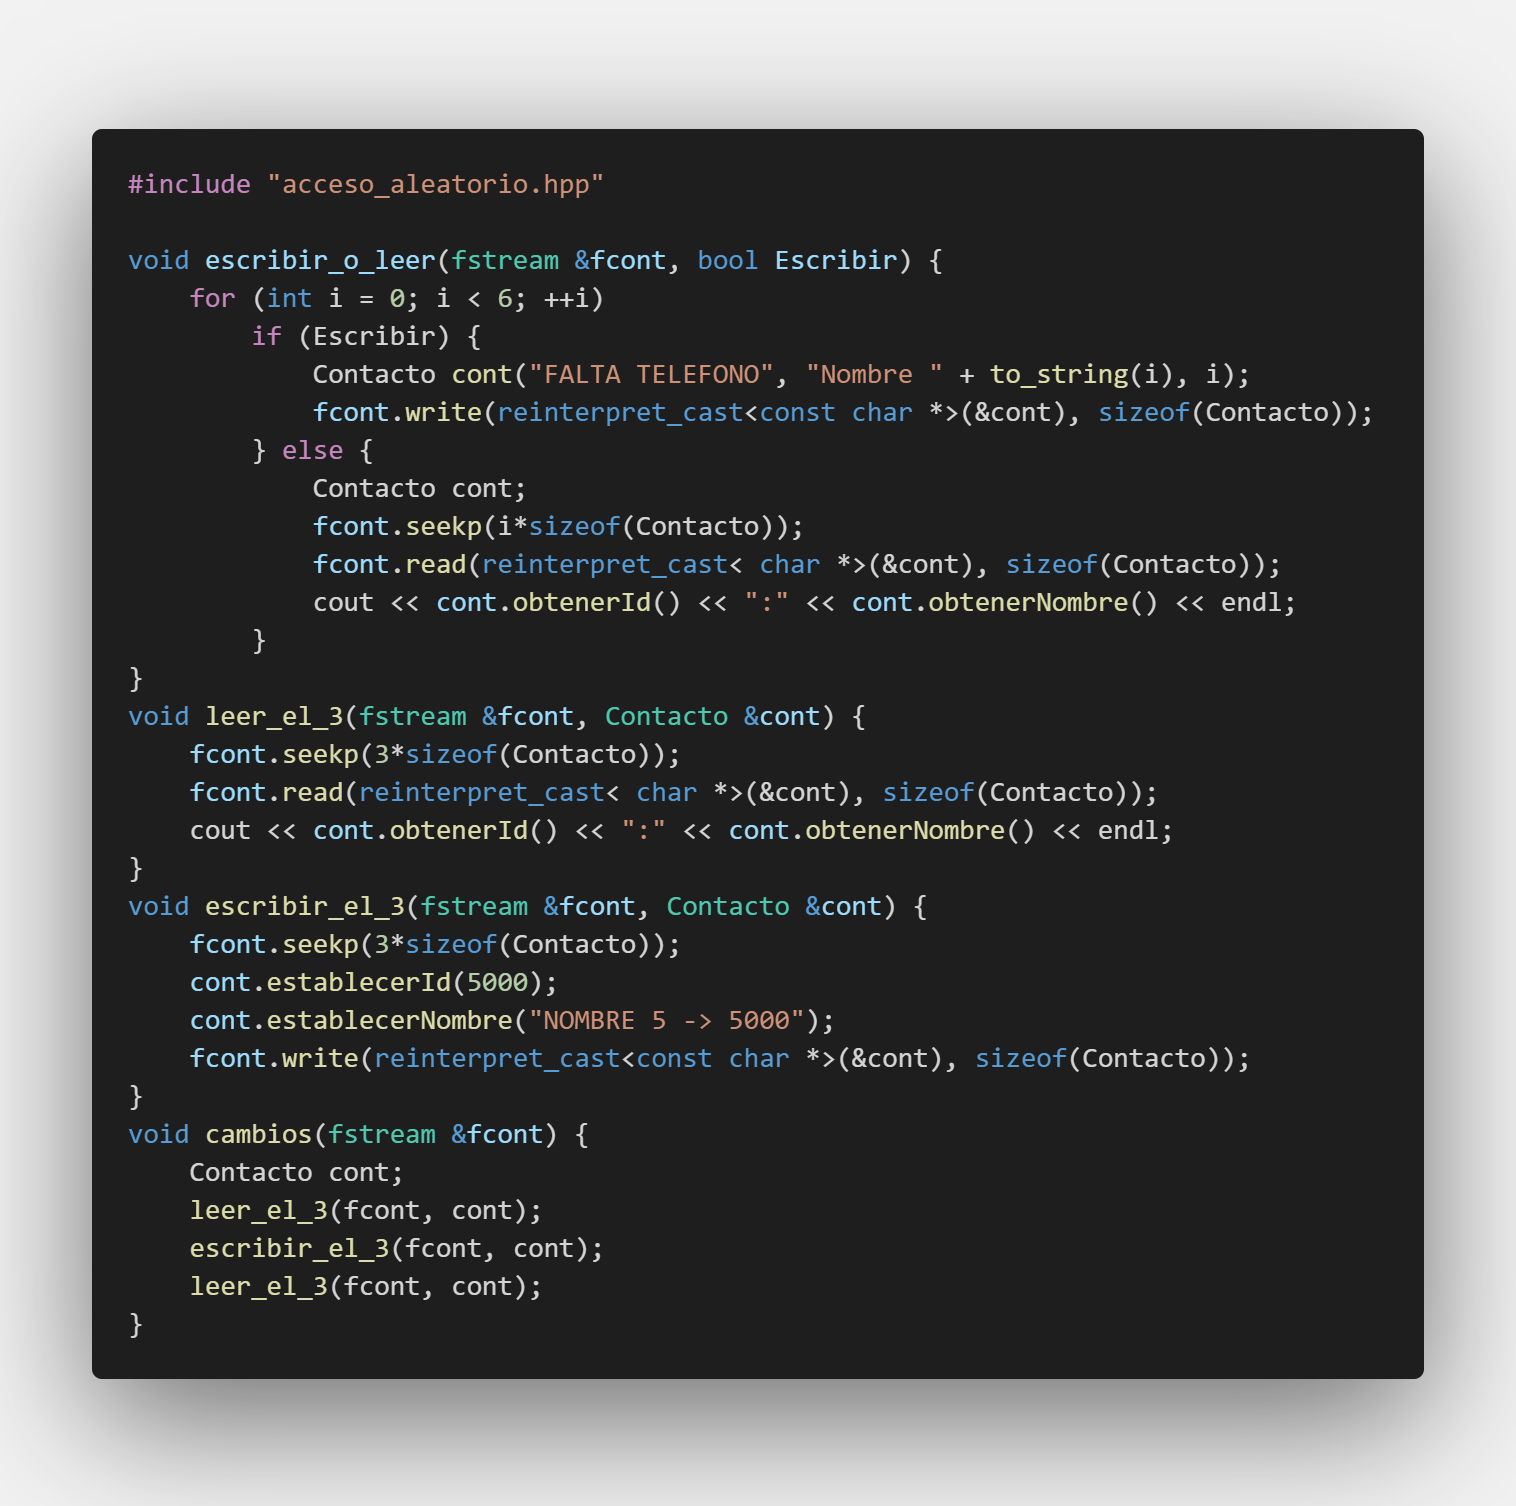 #include "acceso_aleatorio.hpp"

void escribir_o_leer(fstream &fcont, bool Escribir) {
    for (int i = 0; i < 6; ++i)
        if (Escribir) {
            Contacto cont("FALTA TELEFONO", "Nombre " + to_string(i), i);
            fcont.write(reinterpret_cast<const char *>(&cont), sizeof(Contacto));
        } else {
            Contacto cont;
            fcont.seekp(i*sizeof(Contacto));
            fcont.read(reinterpret_cast< char *>(&cont), sizeof(Contacto));
            cout << cont.obtenerId() << ":" << cont.obtenerNombre() << endl;
        }
}
void leer_el_3(fstream &fcont, Contacto &cont) {
    fcont.seekp(3*sizeof(Contacto));
    fcont.read(reinterpret_cast< char *>(&cont), sizeof(Contacto));
    cout << cont.obtenerId() << ":" << cont.obtenerNombre() << endl;
}
void escribir_el_3(fstream &fcont, Contacto &cont) {
    fcont.seekp(3*sizeof(Contacto));
    cont.establecerId(5000);
    cont.establecerNombre("NOMBRE 5 -> 5000");
    fcont.write(reinterpret_cast<const char *>(&cont), sizeof(Contacto));
}
void cambios(fstream &fcont) {
    Contacto cont;
    leer_el_3(fcont, cont);
    escribir_el_3(fcont, cont);
    leer_el_3(fcont, cont);
}